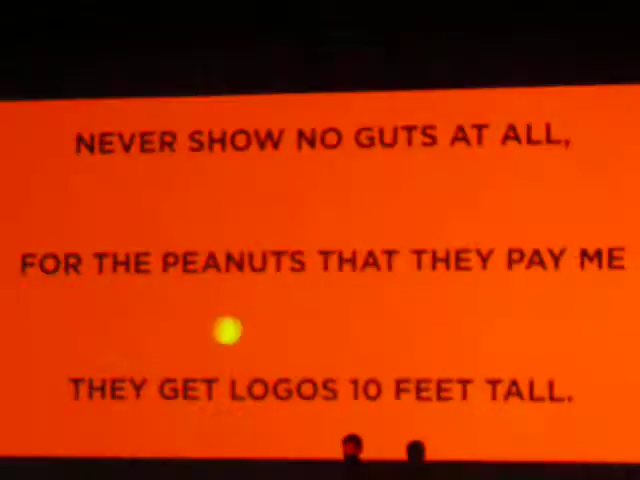 NEVER SHOW NO GUTS AT ALL,
FOR THE PEANUTS THAT THEY PAY ME
THEY GET LOGOS 10 FEET TALL.